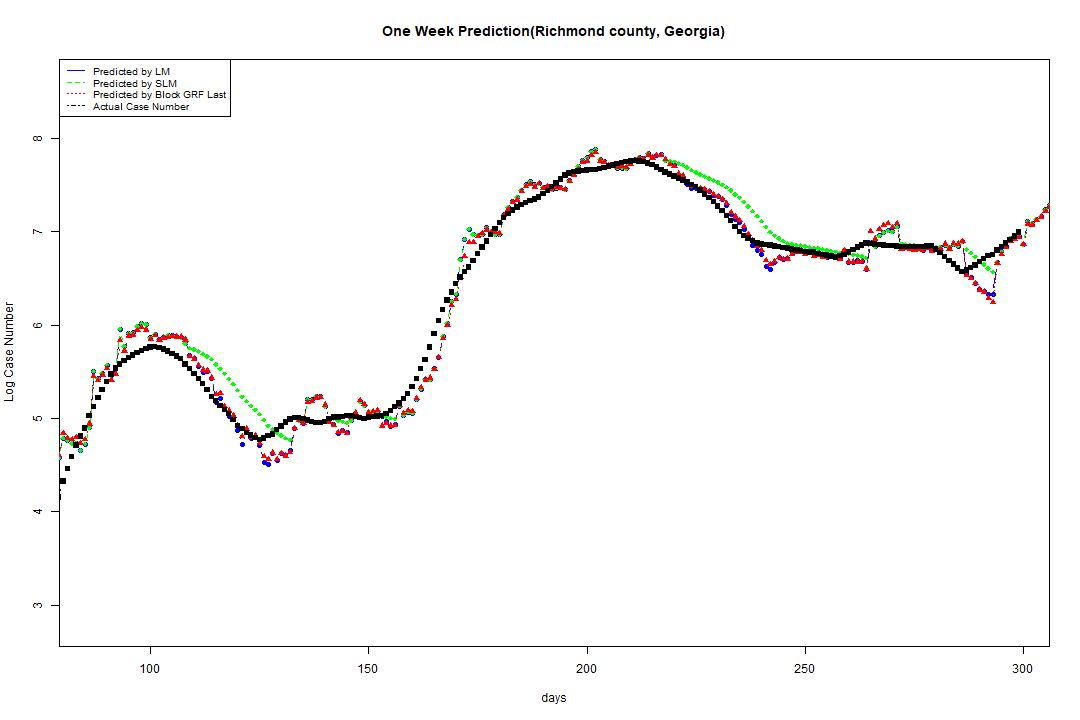 One Week Prediction(Richmond county, Georgia)
Predicted by LM
Predicted by SLM
Predicted by Block GRF Last
Actual Case Number
8
7
6
5
4
3
Log Case Number
100 150 200 250 300
days